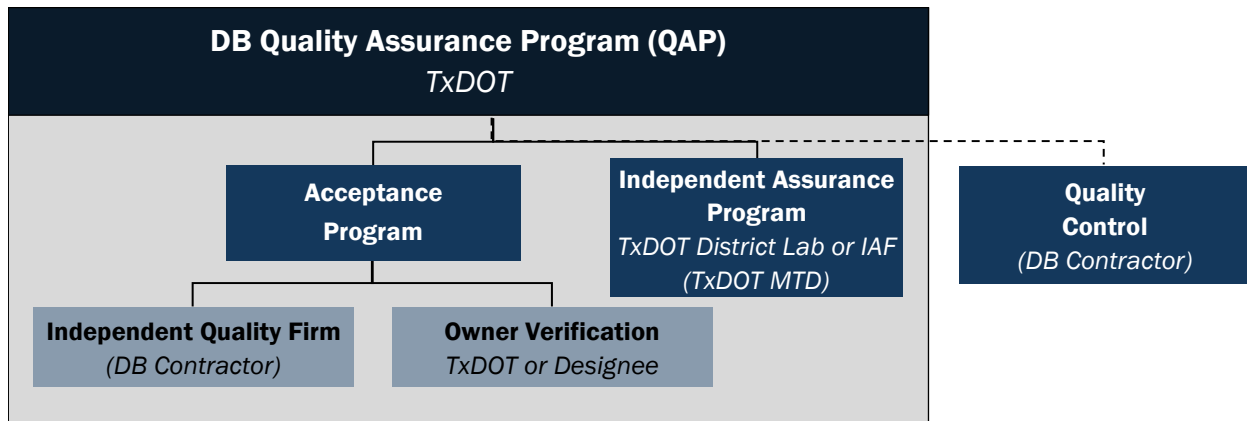 DB Quality Assurance Program (QAP)
TxDOT
Acceptance
Program
Independent Assurance
Program
TxDOT District Lab or IAF
(TxDOT MTD)
Quality
Control
(DB Contractor)
Independent Quality Firm
(DB Contractor)
Owner Verification
TxDOT or Designee